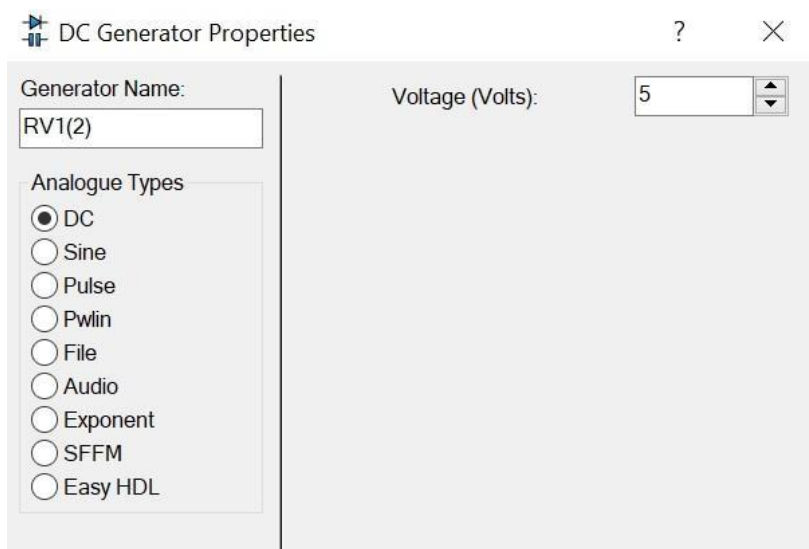 DC Generator Properties
?
Generator Name:
RV1(2)
Voltage (Volts):
5
Analogue Types
DC
Sine
Pulse
Pwlin
File
Audio
Exponent
SFFM
Easy HDL